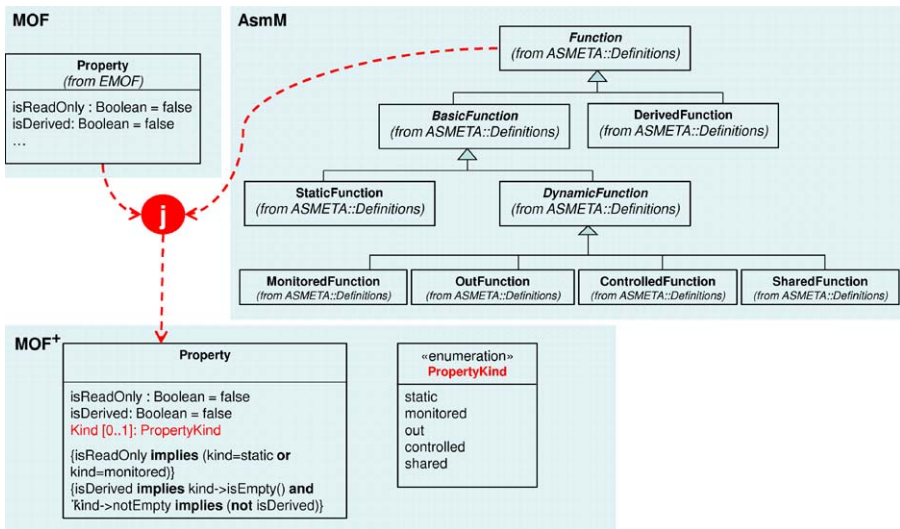 MOF
Property
(from EMOF)
isReadOnly : Boolean = false
isDerived: Boolean = false
...
AsmM
Function
(from ASMETA::Definitions)
BasicFunction
(from ASMETA::Definitions)
DerivedFunction
(from ASMETA::Definitions)
StaticFunction
(from ASMETA::Definitions)
DynamicFunction
(from ASMETA::Definitions)
MonitoredFunction
(from ASMETA::Definitions)
OutFunction
(from ASMETA::Definitions)
ControlledFunction
(from ASMETA::Definitions)
SharedFunction
(from ASMETA::Definitions)
j
MOF+
Property
isReadOnly : Boolean = false
isDerived: Boolean = false
Kind [0..1]: PropertyKind
{isReadOnly implies (kind=static or
kind=monitored)}
{isDerived implies kind->isEmpty() and
kind->notEmpty implies (not isDerived)}
«enumeration»
PropertyKind
static
monitored
out
controlled
shared